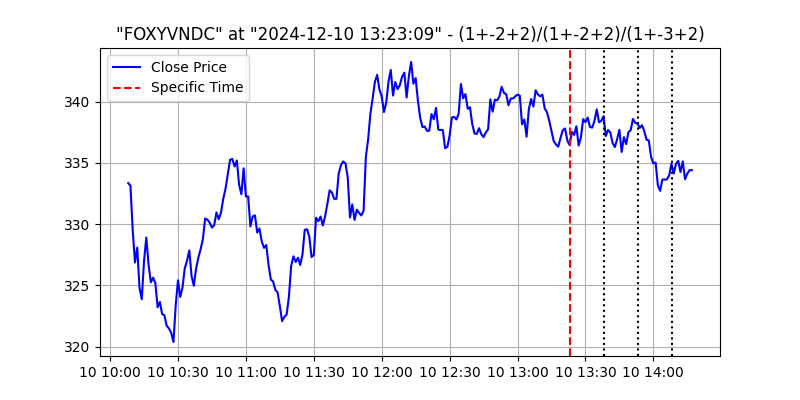 "FOXYVNDC" at "2024-12-10 13:23:09" - (1+-2+2)/(1+-2+2)/(1+-3+2)
Close Price
Specific Time
340
335
330
325
320
10 10:00 10 10:30 10 11:00 10 11:30 10 12:00 10 12:30 10 13:00 10 13:30 10 14:00